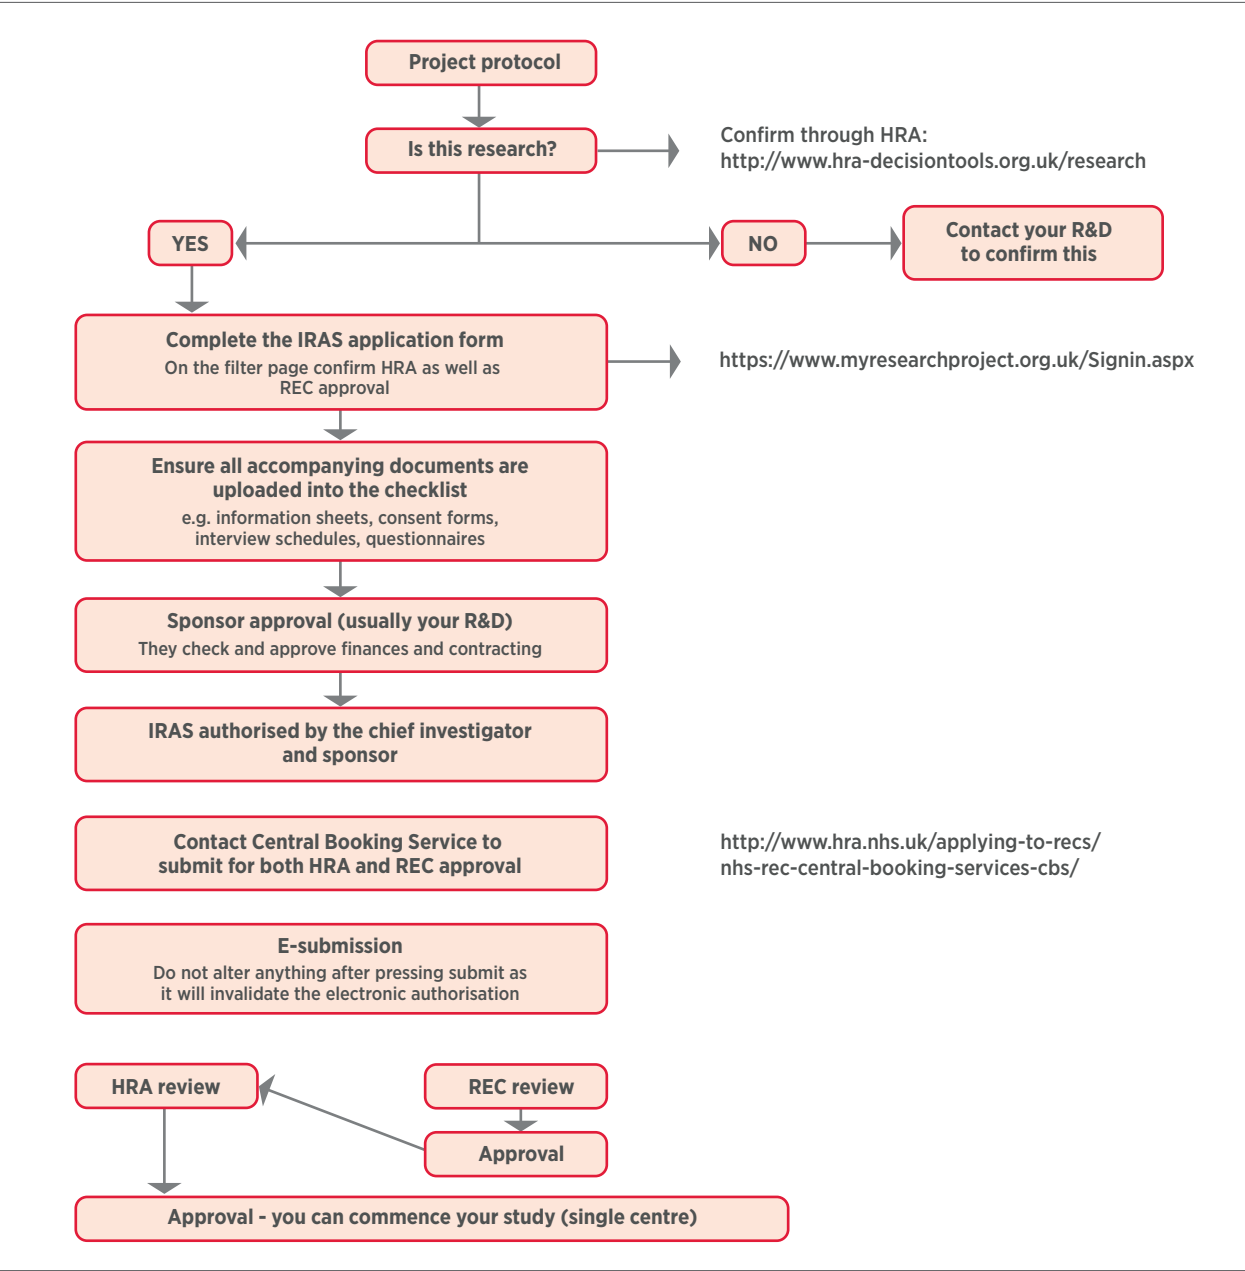 Project protocol
Is this research?
Confirm through HRA:
http://www.hra-decisiontools.org.uk/research
YES
NO
Contact your R&D
to confirm this
Complete the IRAS application form
On the filter page confirm HRA as well as
REC approval
https://www.myresearchproject.org.uk/Signin.aspx
Ensure all accompanying documents are
uploaded into the checklist
e.g. information sheets, consent forms,
interview schedules, questionnaires
Sponsor approval (usually your R&D)
They check and approve finances and contracting
IRAS authorised by the chief investigator
and sponsor
Contact Central Booking Service to
submit for both HRA and REC approval
http://www.hra.nhs.uk/applying-to-recs/
nhs-rec-central-booking-services-cbs/
E-submission
Do not alter anything after pressing submit as
it will invalidate the electronic authorisation
HRA review
REC review
Approval
Approval - you can commence your study (single centre)